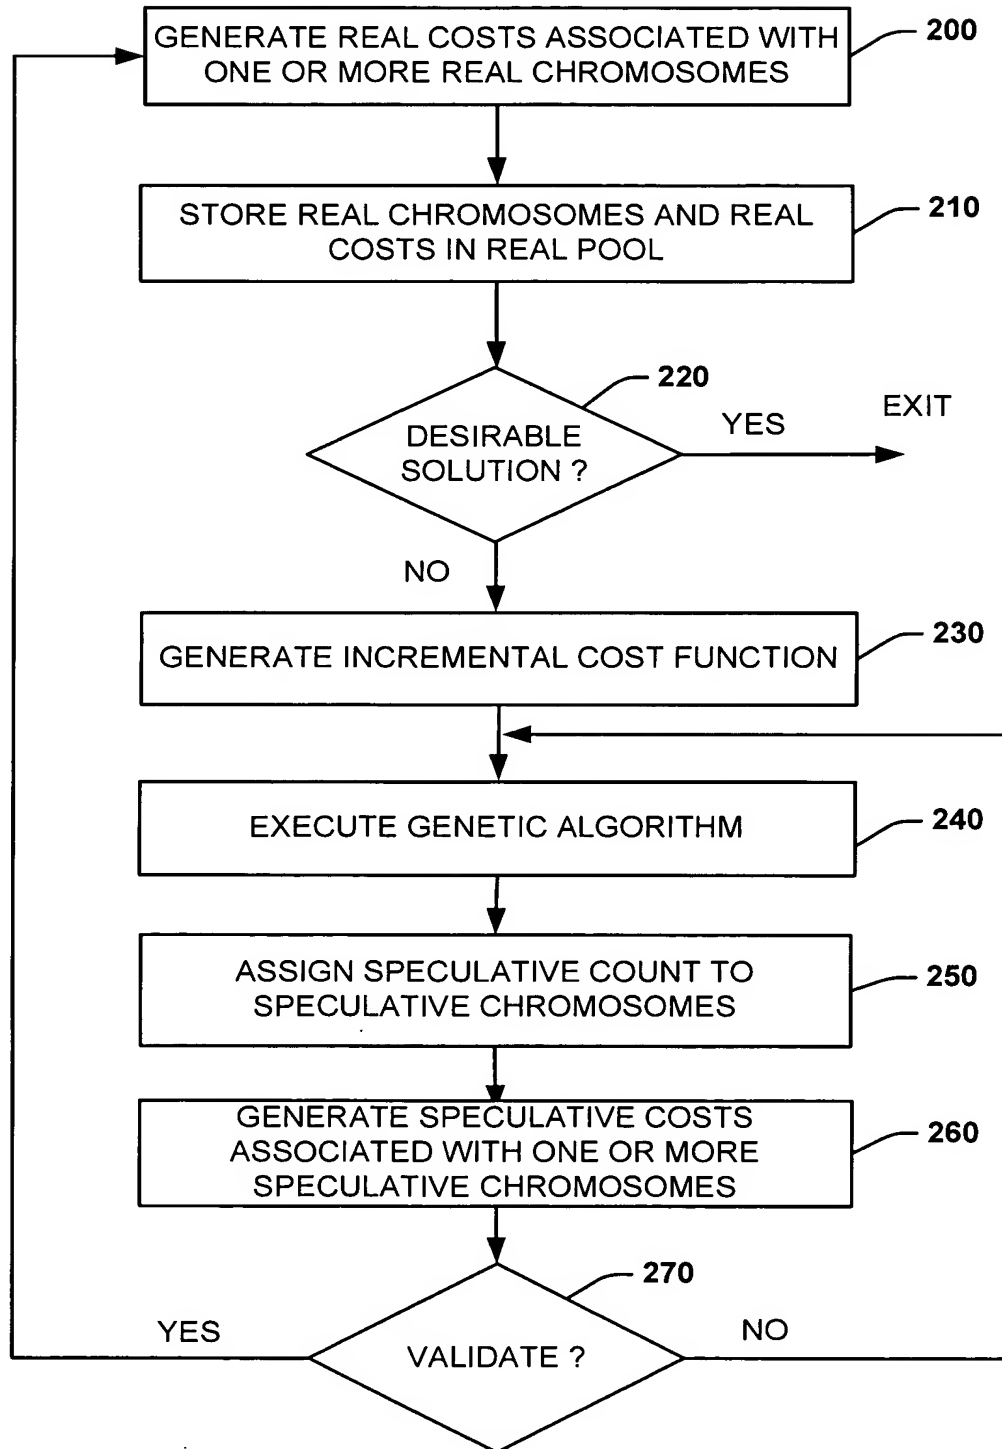 GENERATE REAL COSTS ASSOCIATED WITH
ONE OR MORE REAL CHROMOSOMES
200
STORE REAL CHROMOSOMES AND REAL
COSTS IN REAL POOL
210
220
DESIRABLE
SOLUTION ?
YES
EXIT
NO
GENERATE INCREMENTAL COST FUNCTION
230
EXECUTE GENETIC ALGORITHM
240
ASSIGN SPECULATIVE COUNT TO
SPECULATIVE CHROMOSOMES
250
GENERATE SPECULATIVE COSTS
ASSOCIATED WITH ONE OR MORE
SPECULATIVE CHROMOSOMES
260
270
YES
VALIDATE ?
NO